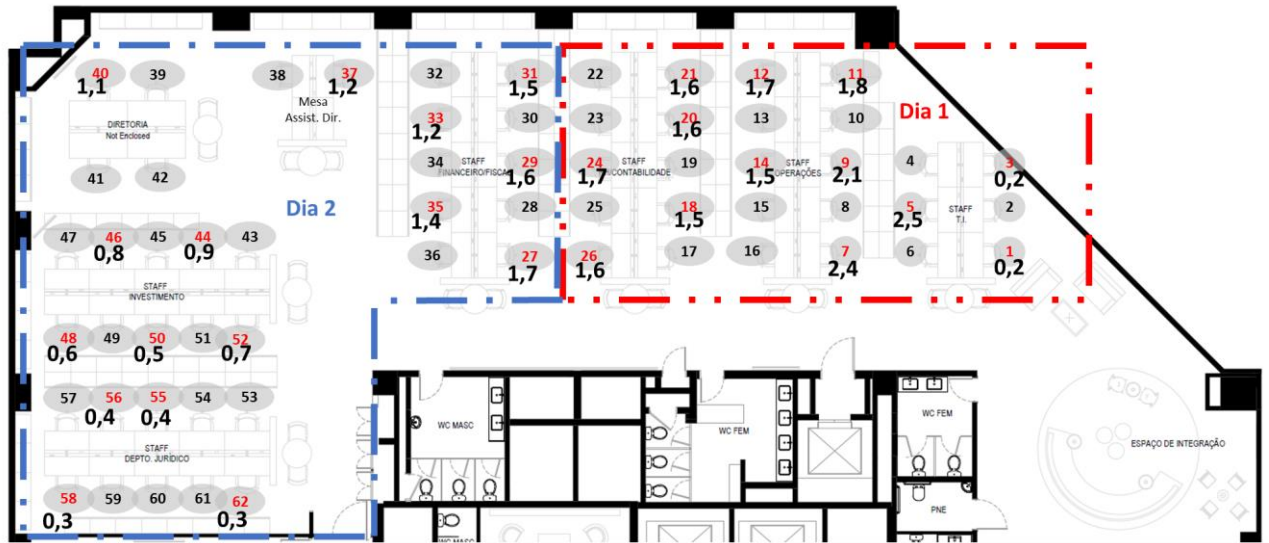 40 39 38 37 32 31 22 21 12 11
1,1 1,2 1,5 1,6 1,7 1,8
Mesa
Assist. Dir.
DIRETORIA
Not Enclosed
33 30 23 20 13 10 Dia 1
1,2 1,6
41 42 34 29 24 19 14 9 4 3
STAFF
FINANCEIRO/FISCAL
STAFF
CONTABILIDADE
STAFF
OPERAÇÕES
1,6 1,7 1,5 2,1 0,2
Dia 2 35 28 25 18 15 8 5 2
1,4 1,5 2,5
STAFF
T.I.
47 46 45 44 43 36 27 26 17 16 7 6 1
0,8 0,9 1,7 1,6 2,4 0,2
STAFF
INVESTIMENTO
48 49 50 51 52
0,6 0,5 0,7
57 56 55 54 53
0,4 0,4
STAFF
DEPTO. JURÍDICO
58 59 60 61 62
0,3 0,3
WC MASC
WC FEM
WC FEM
ESPAÇO DE INTEGRAÇÃO
PNE
WC MASC